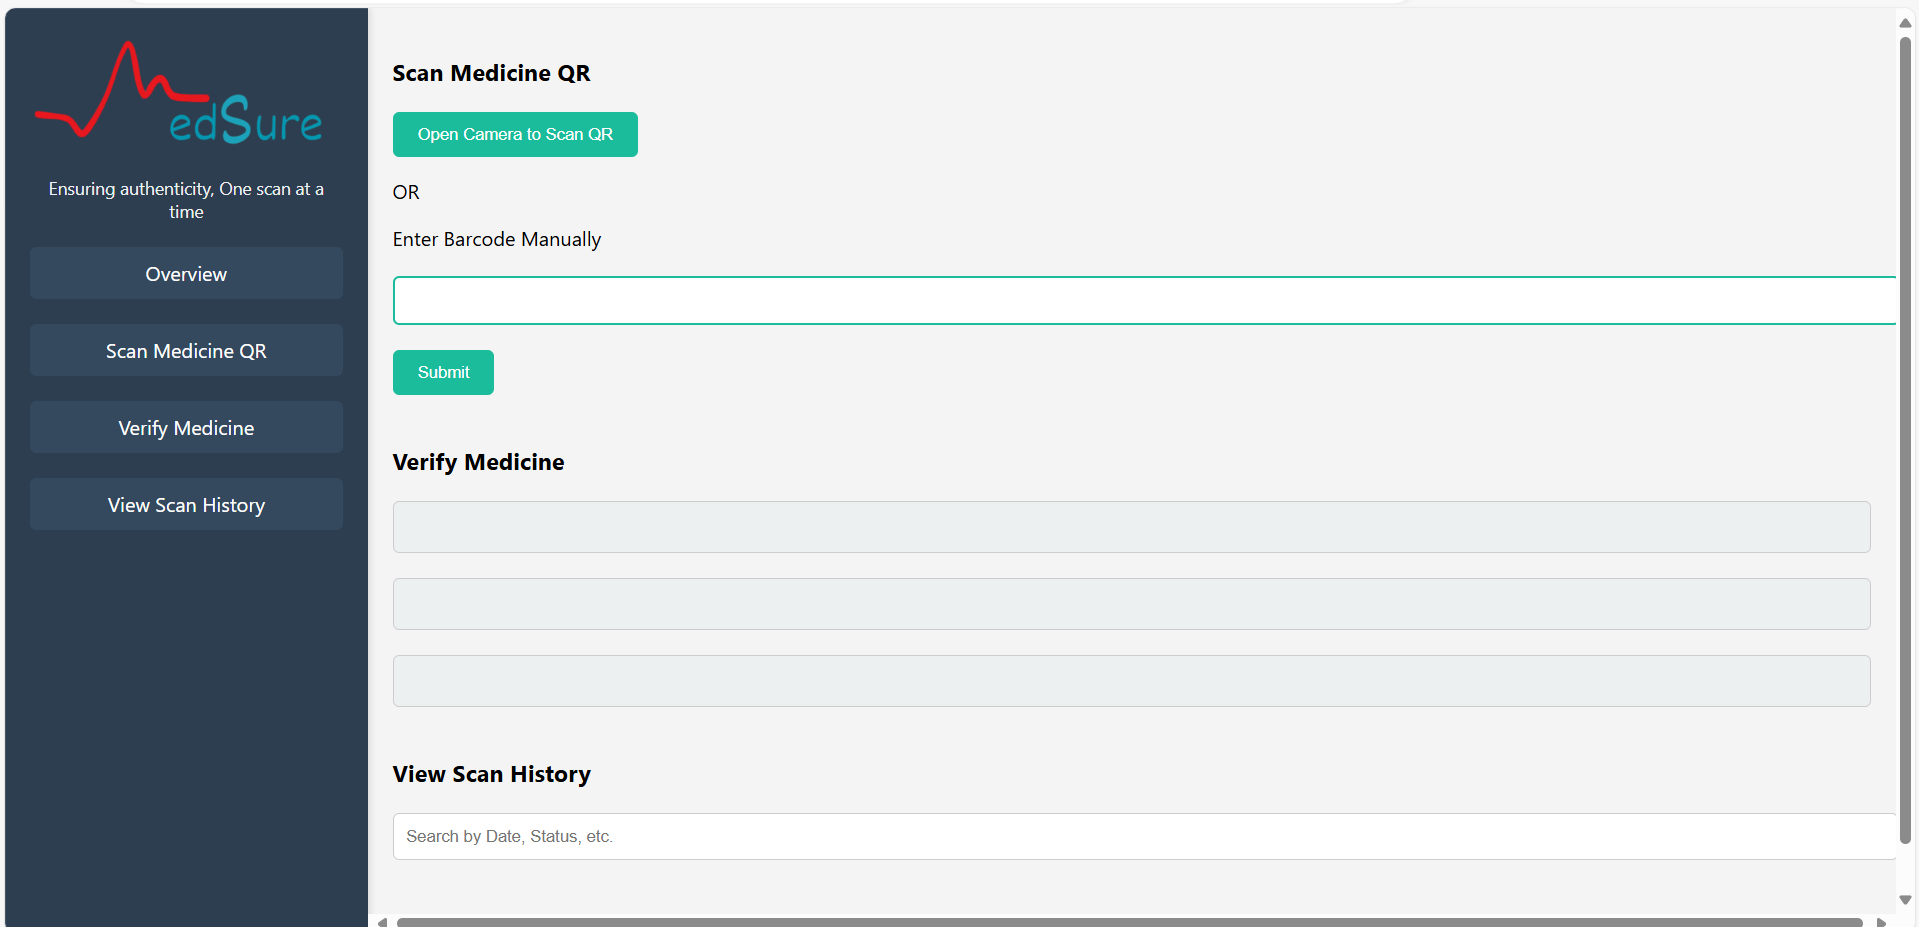 MedSure
Ensuring authenticity, One scan at a
time
Overview
Scan Medicine QR
Verify Medicine
View Scan History
Scan Medicine QR
Open Camera to Scan QR
OR
Enter Barcode Manually
Submit
Verify Medicine
View Scan History
Search by Date, Status, etc.